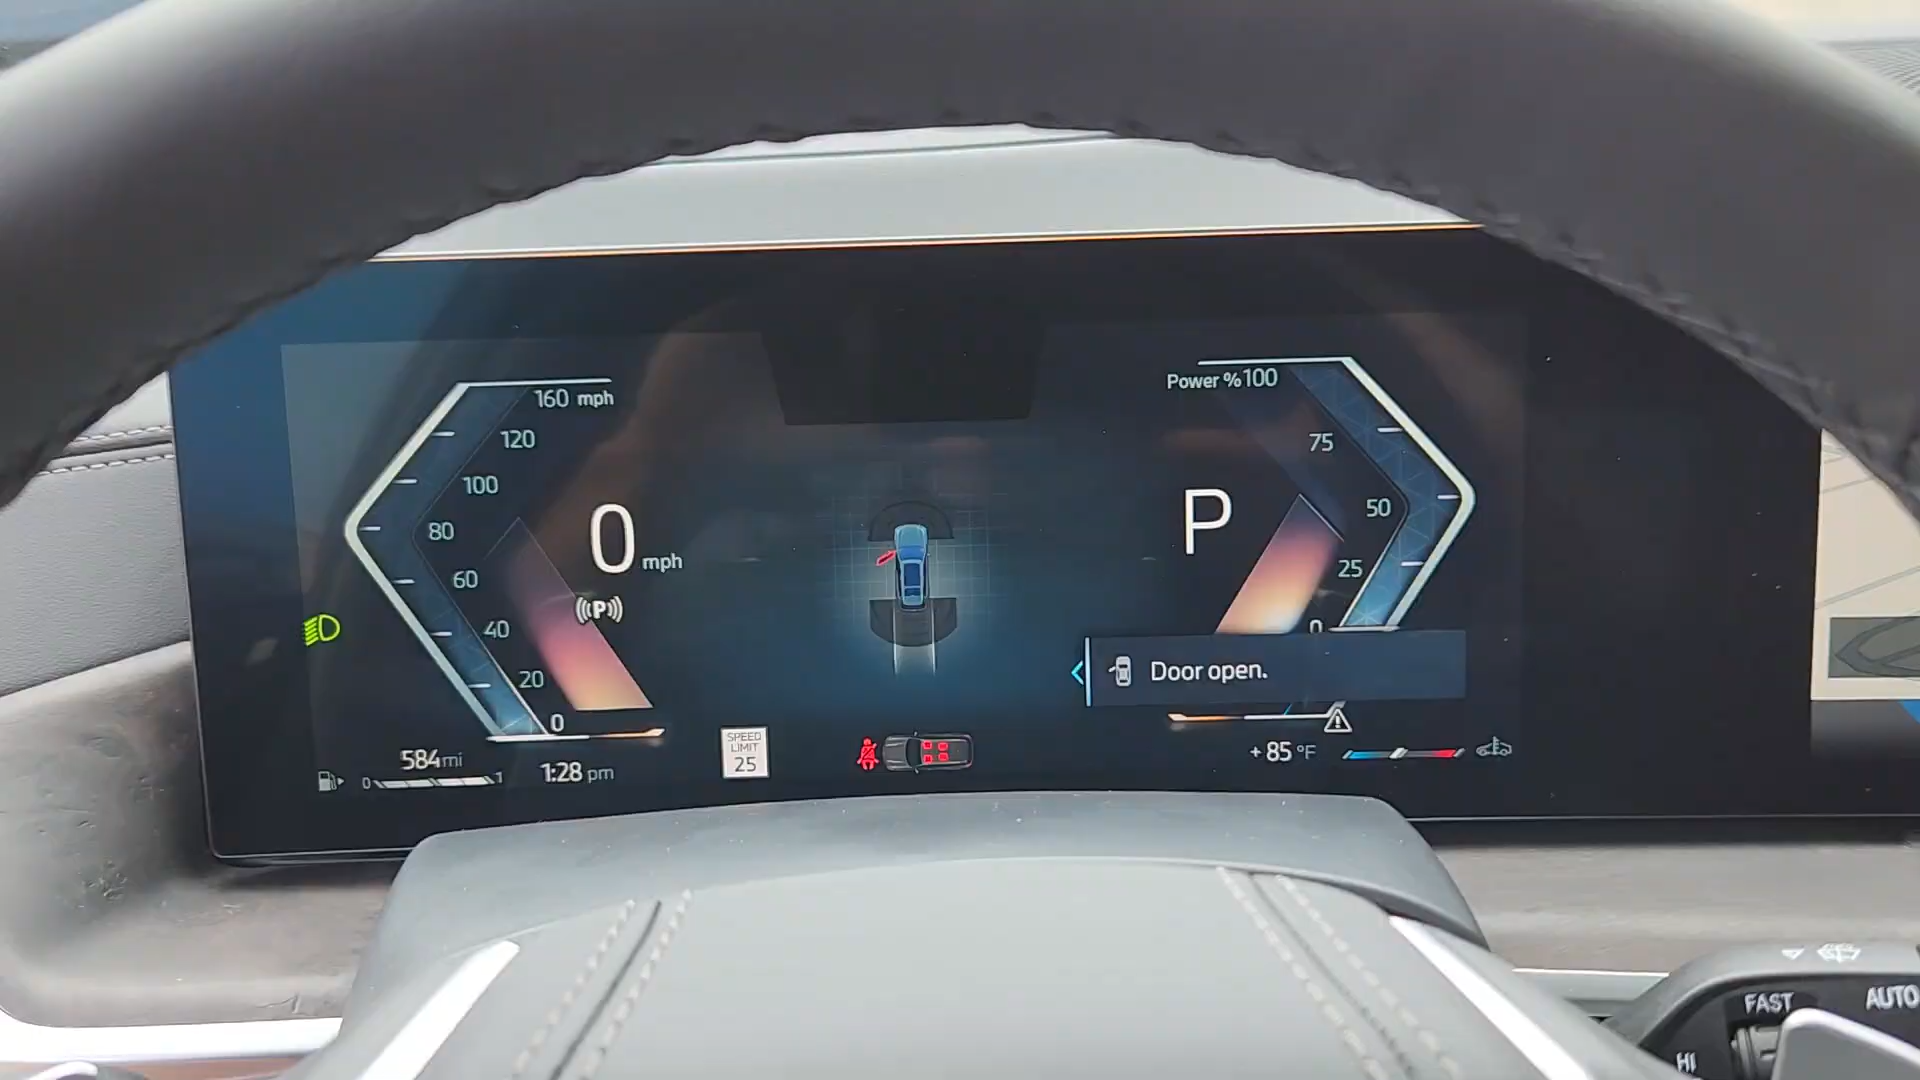 160 mph
120
100
80
60
40
20
0
0 mph
(P)
Power %100
75
50
25
0
P
Door open.
584 mi
0 1
1:28 pm
SPEED
LIMIT
25
+85 °F
FAST
AUTO
HI